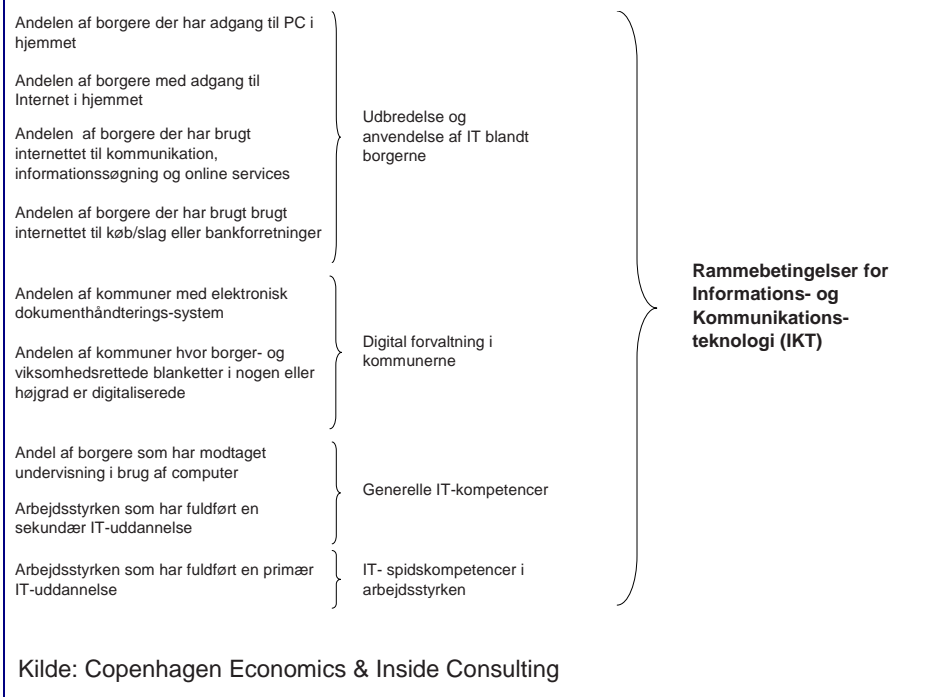 Andelen af borgere der har adgang til PC i
hjemmet
Andelen af borgere med adgang til
Internet i hjemmet
Andelen af borgere der har brugt
internettet til kommunikation,
informationssøgning og online services
Andelen af borgere der har brugt brugt
internettet til køb/slag eller bankforretninger
Udbredelse og
anvendelse af IT blandt
borgerne
Andelen af kommuner med elektronisk
dokumenthåndterings-system
Andelen af kommuner hvor borger- og
viksomhedsrettede blanketter i nogen eller
højgrad er digitaliserede
Digital forvaltning i
kommunerne
Andel af borgere som har modtaget
undervisning i brug af computer
Arbejdsstyrken som har fuldført en
sekundær IT-uddannelse
Generelle IT-kompetencer
Arbejdsstyrken som har fuldført en primær
IT-uddannelse
IT- spidskompetencer i
arbejdsstyrken
Rammebetingelser for
Informations- og
Kommunikations-
teknologi (IKT)
Kilde: Copenhagen Economics & Inside Consulting